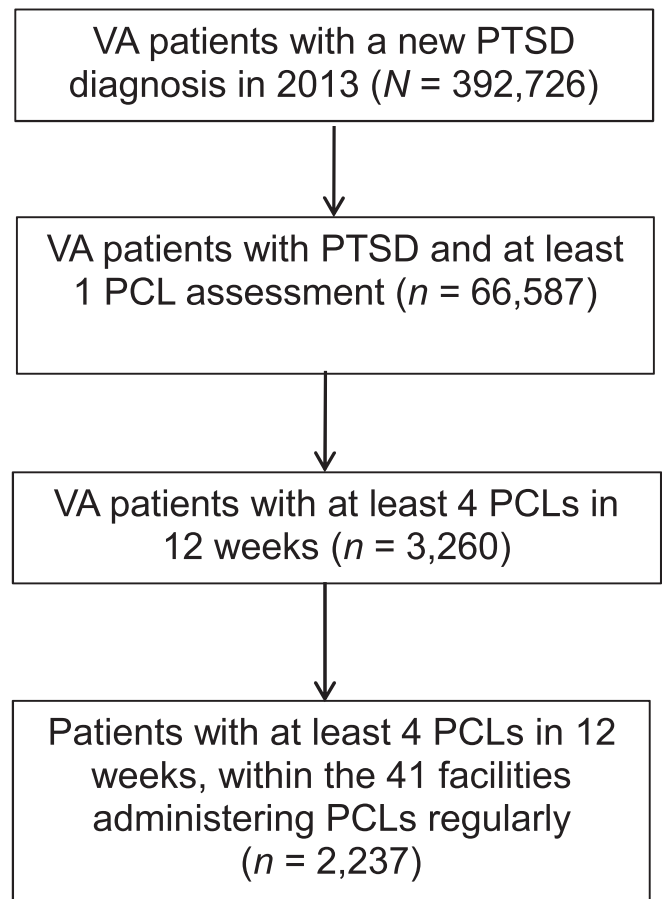 VA patients with a new PTSD
diagnosis in 2013 (N = 392,726)
VA patients with PTSD and at least
1 PCL assessment (n = 66,587)
VA patients with at least 4 PCLs in
12 weeks (n = 3,260)
Patients with at least 4 PCLs in 12
weeks, within the 41 facilities
administering PCLs regularly
(n = 2,237)